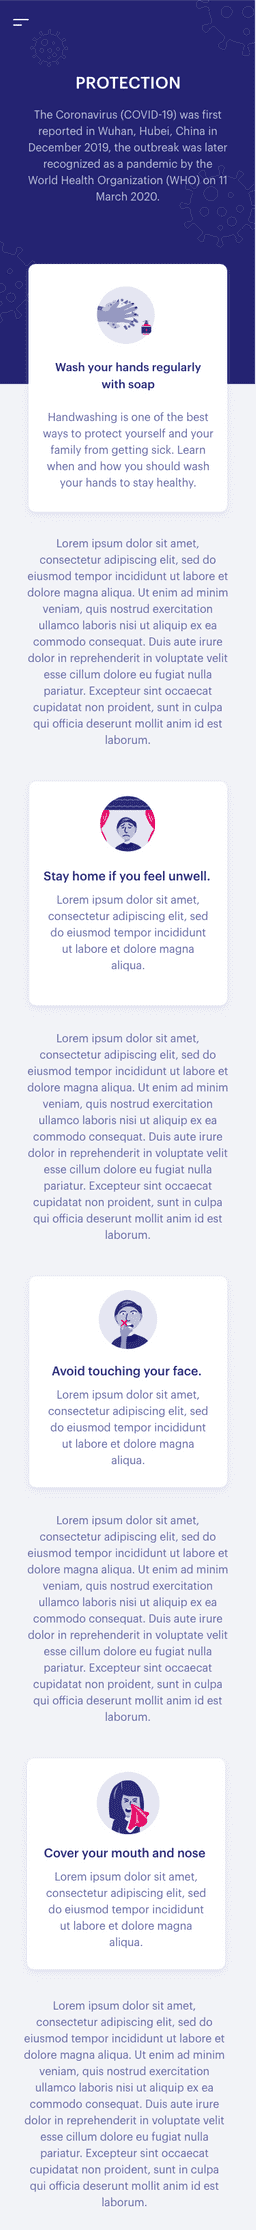 PROTECTION
The Coronavirus (COVID-19) was first
reported in Wuhan, Hubei, China in
December 2019, the outbreak was later
recognized as a pandemic by the
World Health Organization (WHO) on 11
March 2020.
Wash your hands regularly
with soap
Handwashing is one of the best
ways to protect yourself and your
family from getting sick. Learn
when and how you should wash
your hands to stay healthy.
Lorem ipsum dolor sit amet,
consectetur adipiscing elit, sed do
eiusmod tempor incididunt ut labore et
dolore magna aliqua. Ut enim ad minim
veniam, quis nostrud exercitation
ullamco laboris nisi ut aliquip ex ea
commodo consequat. Duis aute irure
dolor in reprehenderit in voluptate velit
esse cillum dolore eu fugiat nulla
pariatur. Excepteur sint occaecat
cupidatat non proident, sunt in culpa
qui officia deserunt mollit anim id est
laborum.
Stay home if you feel unwell.
Lorem ipsum dolor sit amet,
consectetur adipiscing elit, sed
do eiusmod tempor incididunt
ut labore et dolore magna
aliqua.
Lorem ipsum dolor sit amet,
consectetur adipiscing elit, sed do
eiusmod tempor incididunt ut labore et
dolore magna aliqua. Ut enim ad minim
veniam, quis nostrud exercitation
ullamco laboris nisi ut aliquip ex ea
commodo consequat. Duis aute irure
dolor in reprehenderit in voluptate velit
esse cillum dolore eu fugiat nulla
pariatur. Excepteur sint occaecat
cupidatat non proident, sunt in culpa
qui officia deserunt mollit anim id est
laborum.
Avoid touching your face.
Lorem ipsum dolor sit amet,
consectetur adipiscing elit, sed
do eiusmod tempor incididunt
ut labore et dolore magna
aliqua.
Lorem ipsum dolor sit amet,
consectetur adipiscing elit, sed do
eiusmod tempor incididunt ut labore et
dolore magna aliqua. Ut enim ad minim
veniam, quis nostrud exercitation
ullamco laboris nisi ut aliquip ex ea
commodo consequat. Duis aute irure
dolor in reprehenderit in voluptate velit
esse cillum dolore eu fugiat nulla
pariatur. Excepteur sint occaecat
cupidatat non proident, sunt in culpa
qui officia deserunt mollit anim id est
laborum.
Cover your mouth and nose
Lorem ipsum dolor sit amet,
consectetur adipiscing elit, sed
do eiusmod tempor incididunt
ut labore et dolore magna
aliqua.
Lorem ipsum dolor sit amet,
consectetur adipiscing elit, sed do
eiusmod tempor incididunt ut labore et
dolore magna aliqua. Ut enim ad minim
veniam, quis nostrud exercitation
ullamco laboris nisi ut aliquip ex ea
commodo consequat. Duis aute irure
dolor in reprehenderit in voluptate velit
esse cillum dolore eu fugiat nulla
pariatur. Excepteur sint occaecat
cupidatat non proident, sunt in culpa
qui officia deserunt mollit anim id est
laborum.